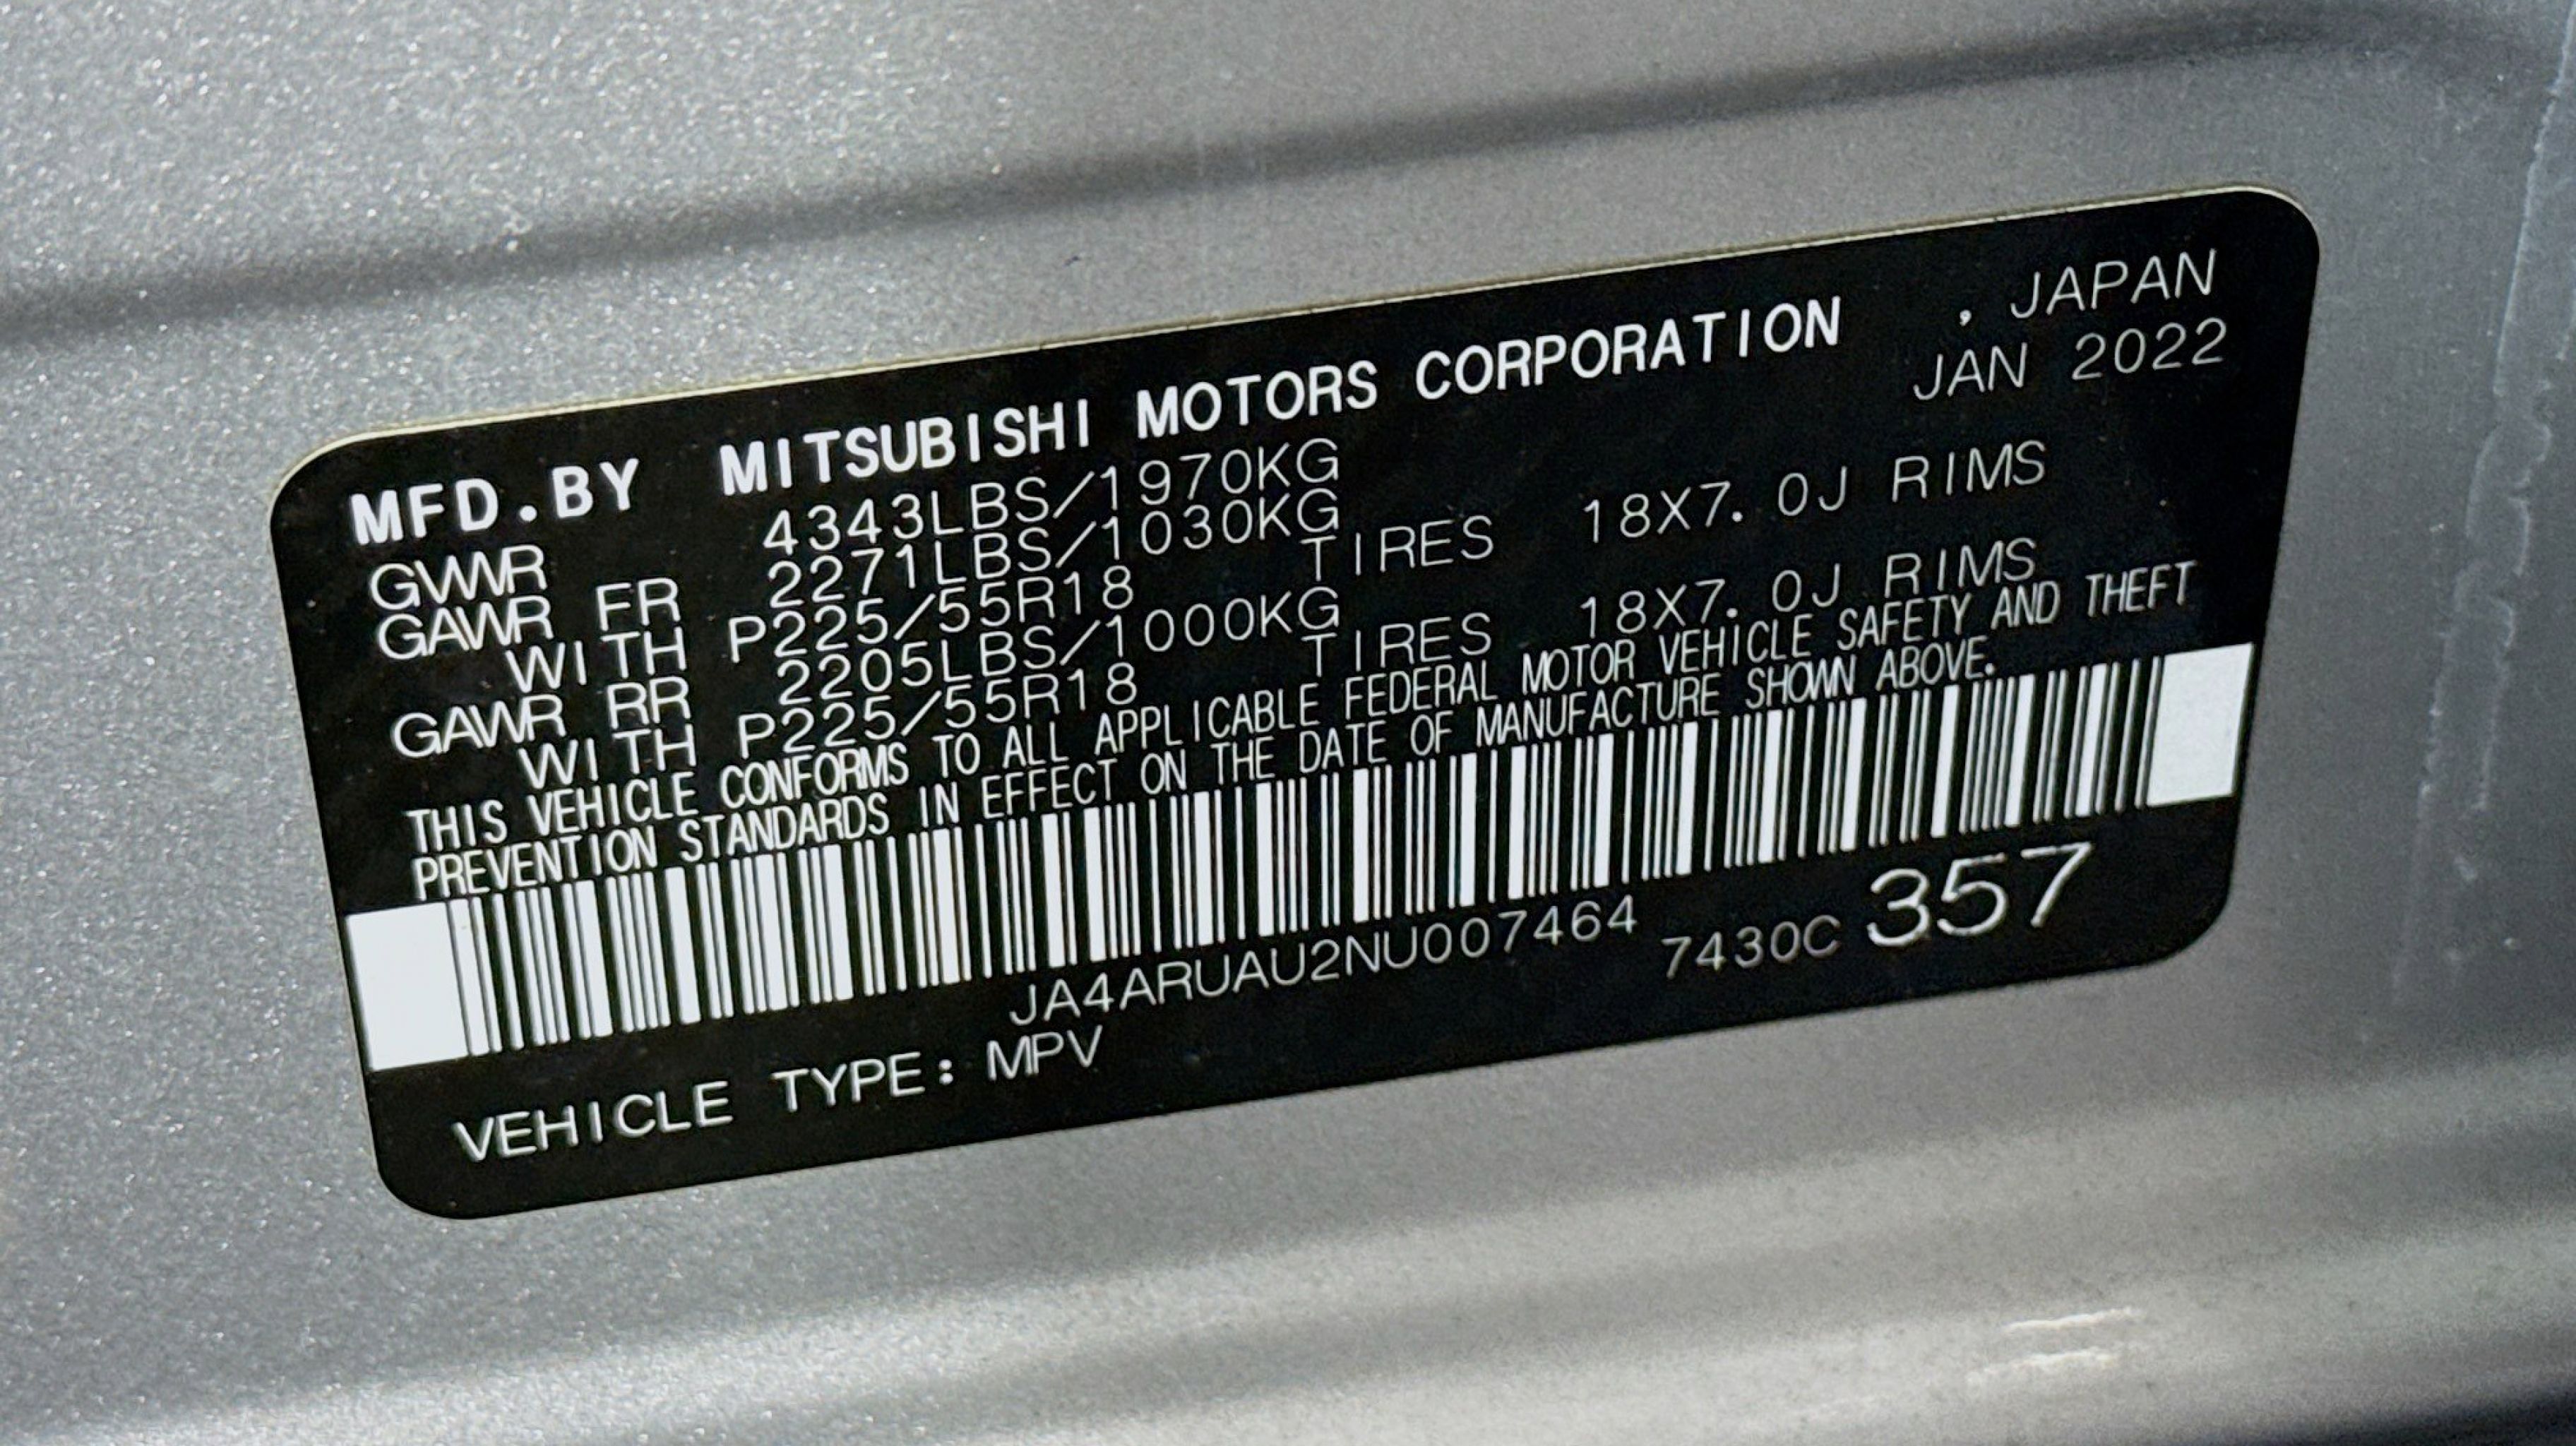 MFD.BY MITSUBISHI MOTORS CORPORATION , JAPAN
GVWR 4343LBS/1970KG JAN 2022
GAWR FR 2271LBS/1030KG
WITH P225/55R18 TIRES 18X7.0J RIMS
GAWR RR 2205LBS/1000KG
WITH P225/55R18 TIRES 18X7.0J RIMS
THIS VEHICLE CONFORMS TO ALL APPLICABLE FEDERAL MOTOR VEHICLE SAFETY AND THEFT
PREVENTION STANDARDS IN EFFECT ON THE DATE OF MANUFACTURE SHOWN ABOVE.
JA4ARUAU2NU007464 7430C 357
VEHICLE TYPE: MPV